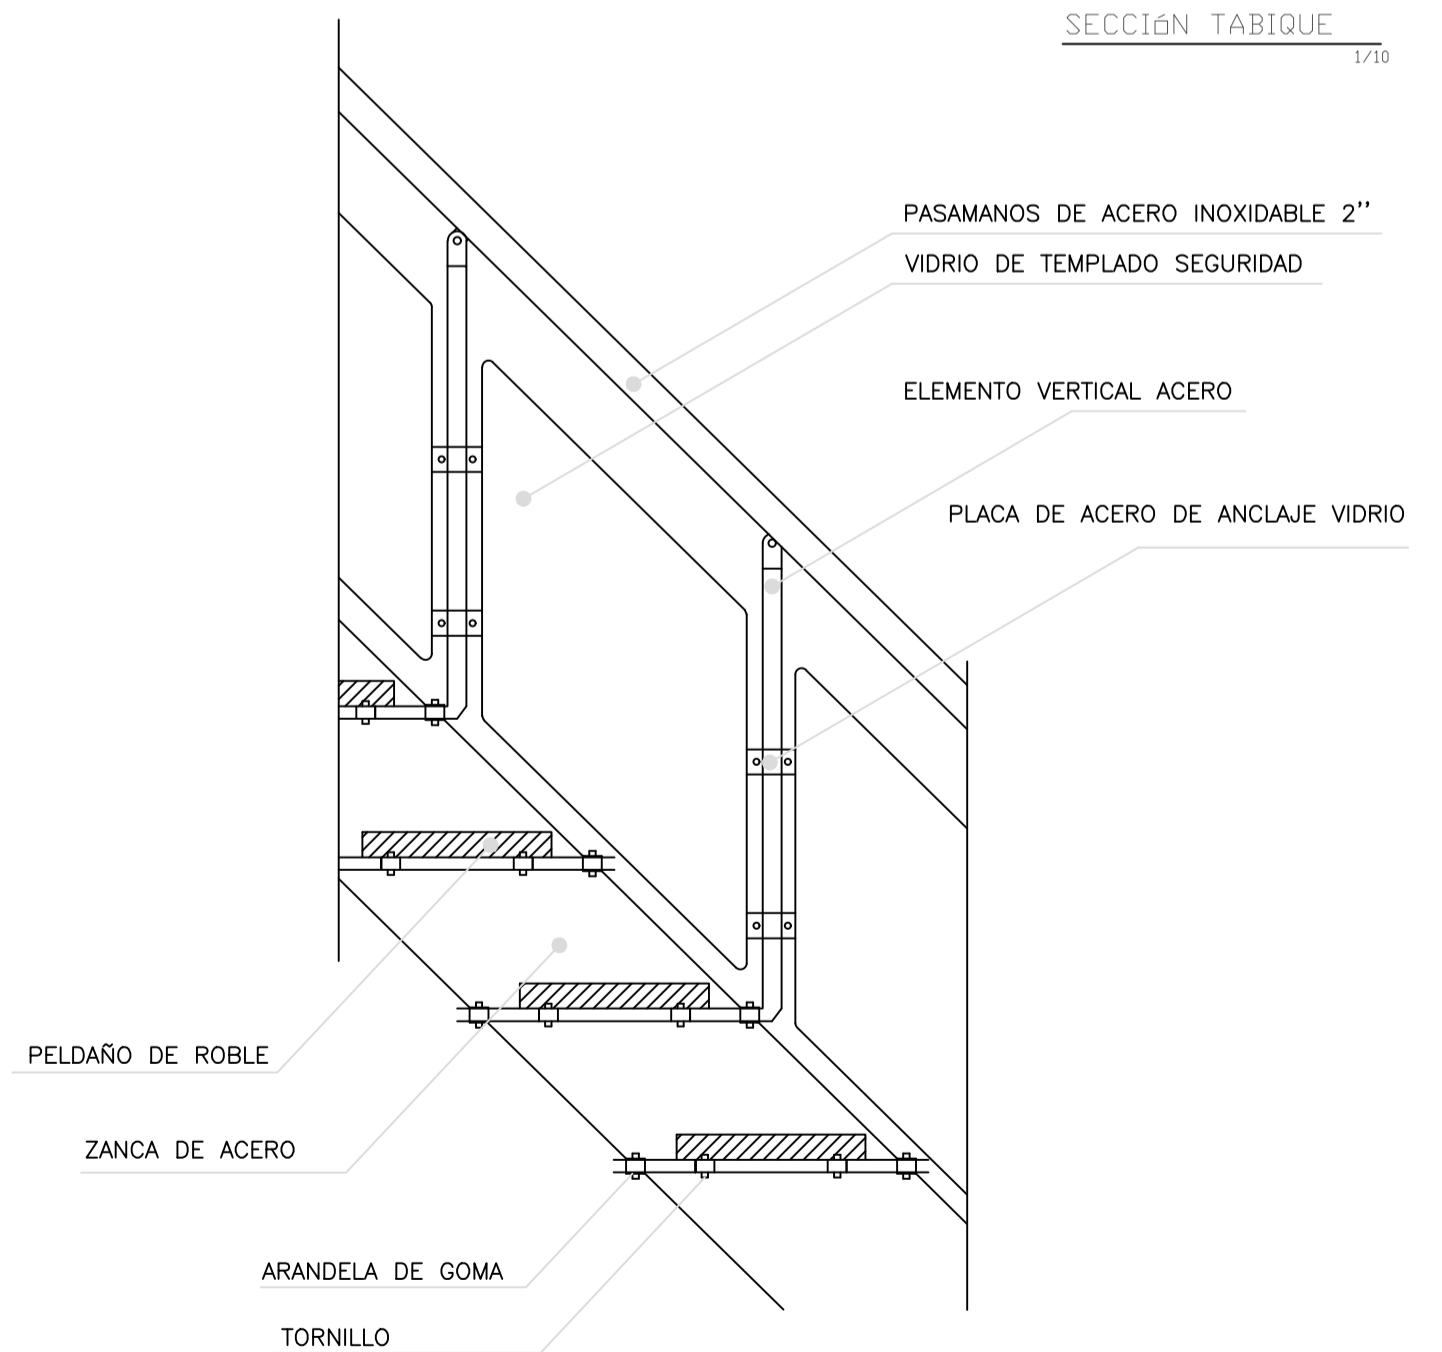 SECCIóN TABIQUE
1/10
PASAMANOS DE ACERO INOXIDABLE 2''
VIDRIO DE TEMPLADO SEGURIDAD
ELEMENTO VERTICAL ACERO
PLACA DE ACERO DE ANCLAJE VIDRIO
PELDAÑO DE ROBLE
ZANCA DE ACERO
ARANDELA DE GOMA
TORNILLO